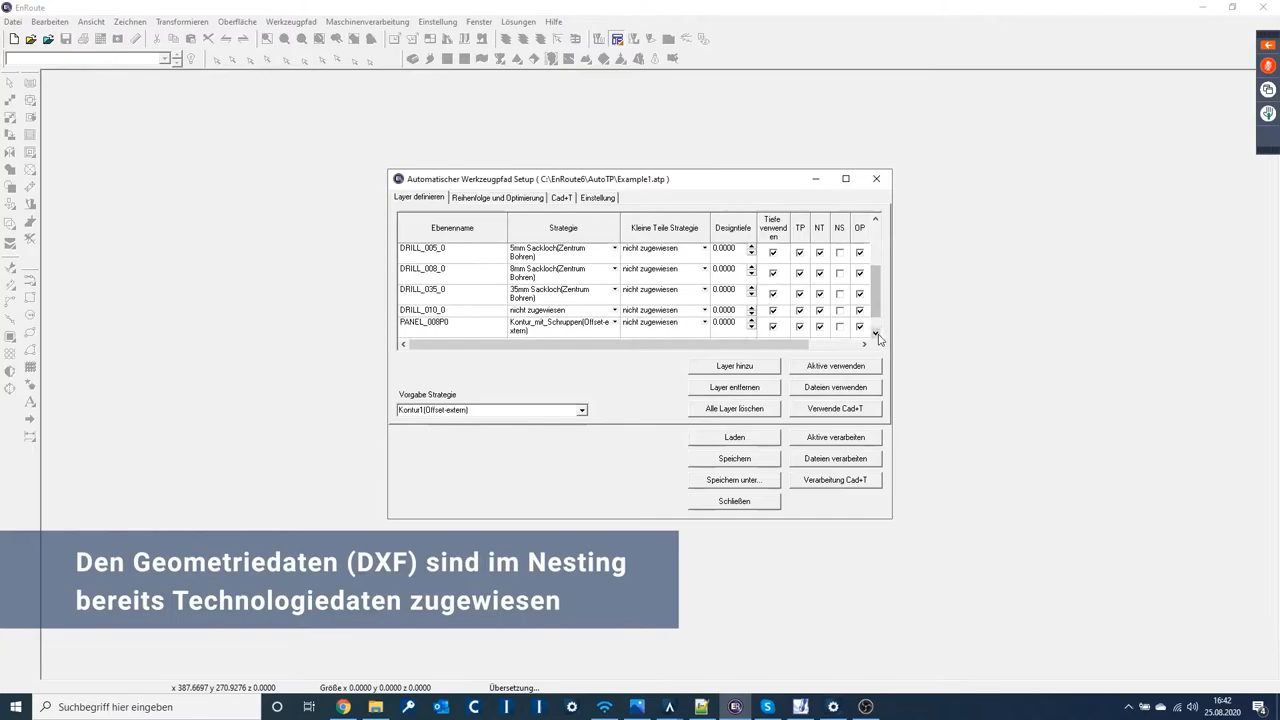 EnRoute
Datei Bearbeiten Ansicht Zeichnen Transformieren Oberfläche Werkzeugpfad Maschinenverarbeitung Einstellung Fenster Lösungen Hilfe
Automatischer Werkzeugpfad Setup ( C:\EnRoute6\AutoTP\Example1.atp )
Layer definieren Reihenfolge und Optimierung Cad+T Einstellung
Ebenenname Strategie Kleine Teile Strategie Designtiefe Tiefe verwenden TP NT NS OP
DRILL_005_0 5mm Sackloch(Zentrum Bohren) nicht zugewiesen 0.0000
DRILL_008_0 8mm Sackloch(Zentrum Bohren) nicht zugewiesen 0.0000
DRILL_035_0 35mm Sackloch(Zentrum Bohren) nicht zugewiesen 0.0000
DRILL_010_0 nicht zugewiesen nicht zugewiesen 0.0000
PANEL_008P0 Kontur_mit_Schruppen(Offset-extern) nicht zugewiesen 0.0000
Layer hinzu Aktive verwenden
Layer entfernen Dateien verwenden
Vorgabe Strategie
Kontur1(Offset-extern) Alle Layer löschen Verwende Cad+T
Laden Aktive verarbeiten
Speichern Dateien verarbeiten
Speichern unter... Verarbeitung Cad+T
Schließen
Den Geometriedaten (DXF) sind im Nesting
bereits Technologiedaten zugewiesen
x 387.6697 y 270.9276 z 0.0000 Größe x 0.0000 y 0.0000 z 0.0000 Übersetzung...
Suchbegriff hier eingeben
16:42
25.08.2020